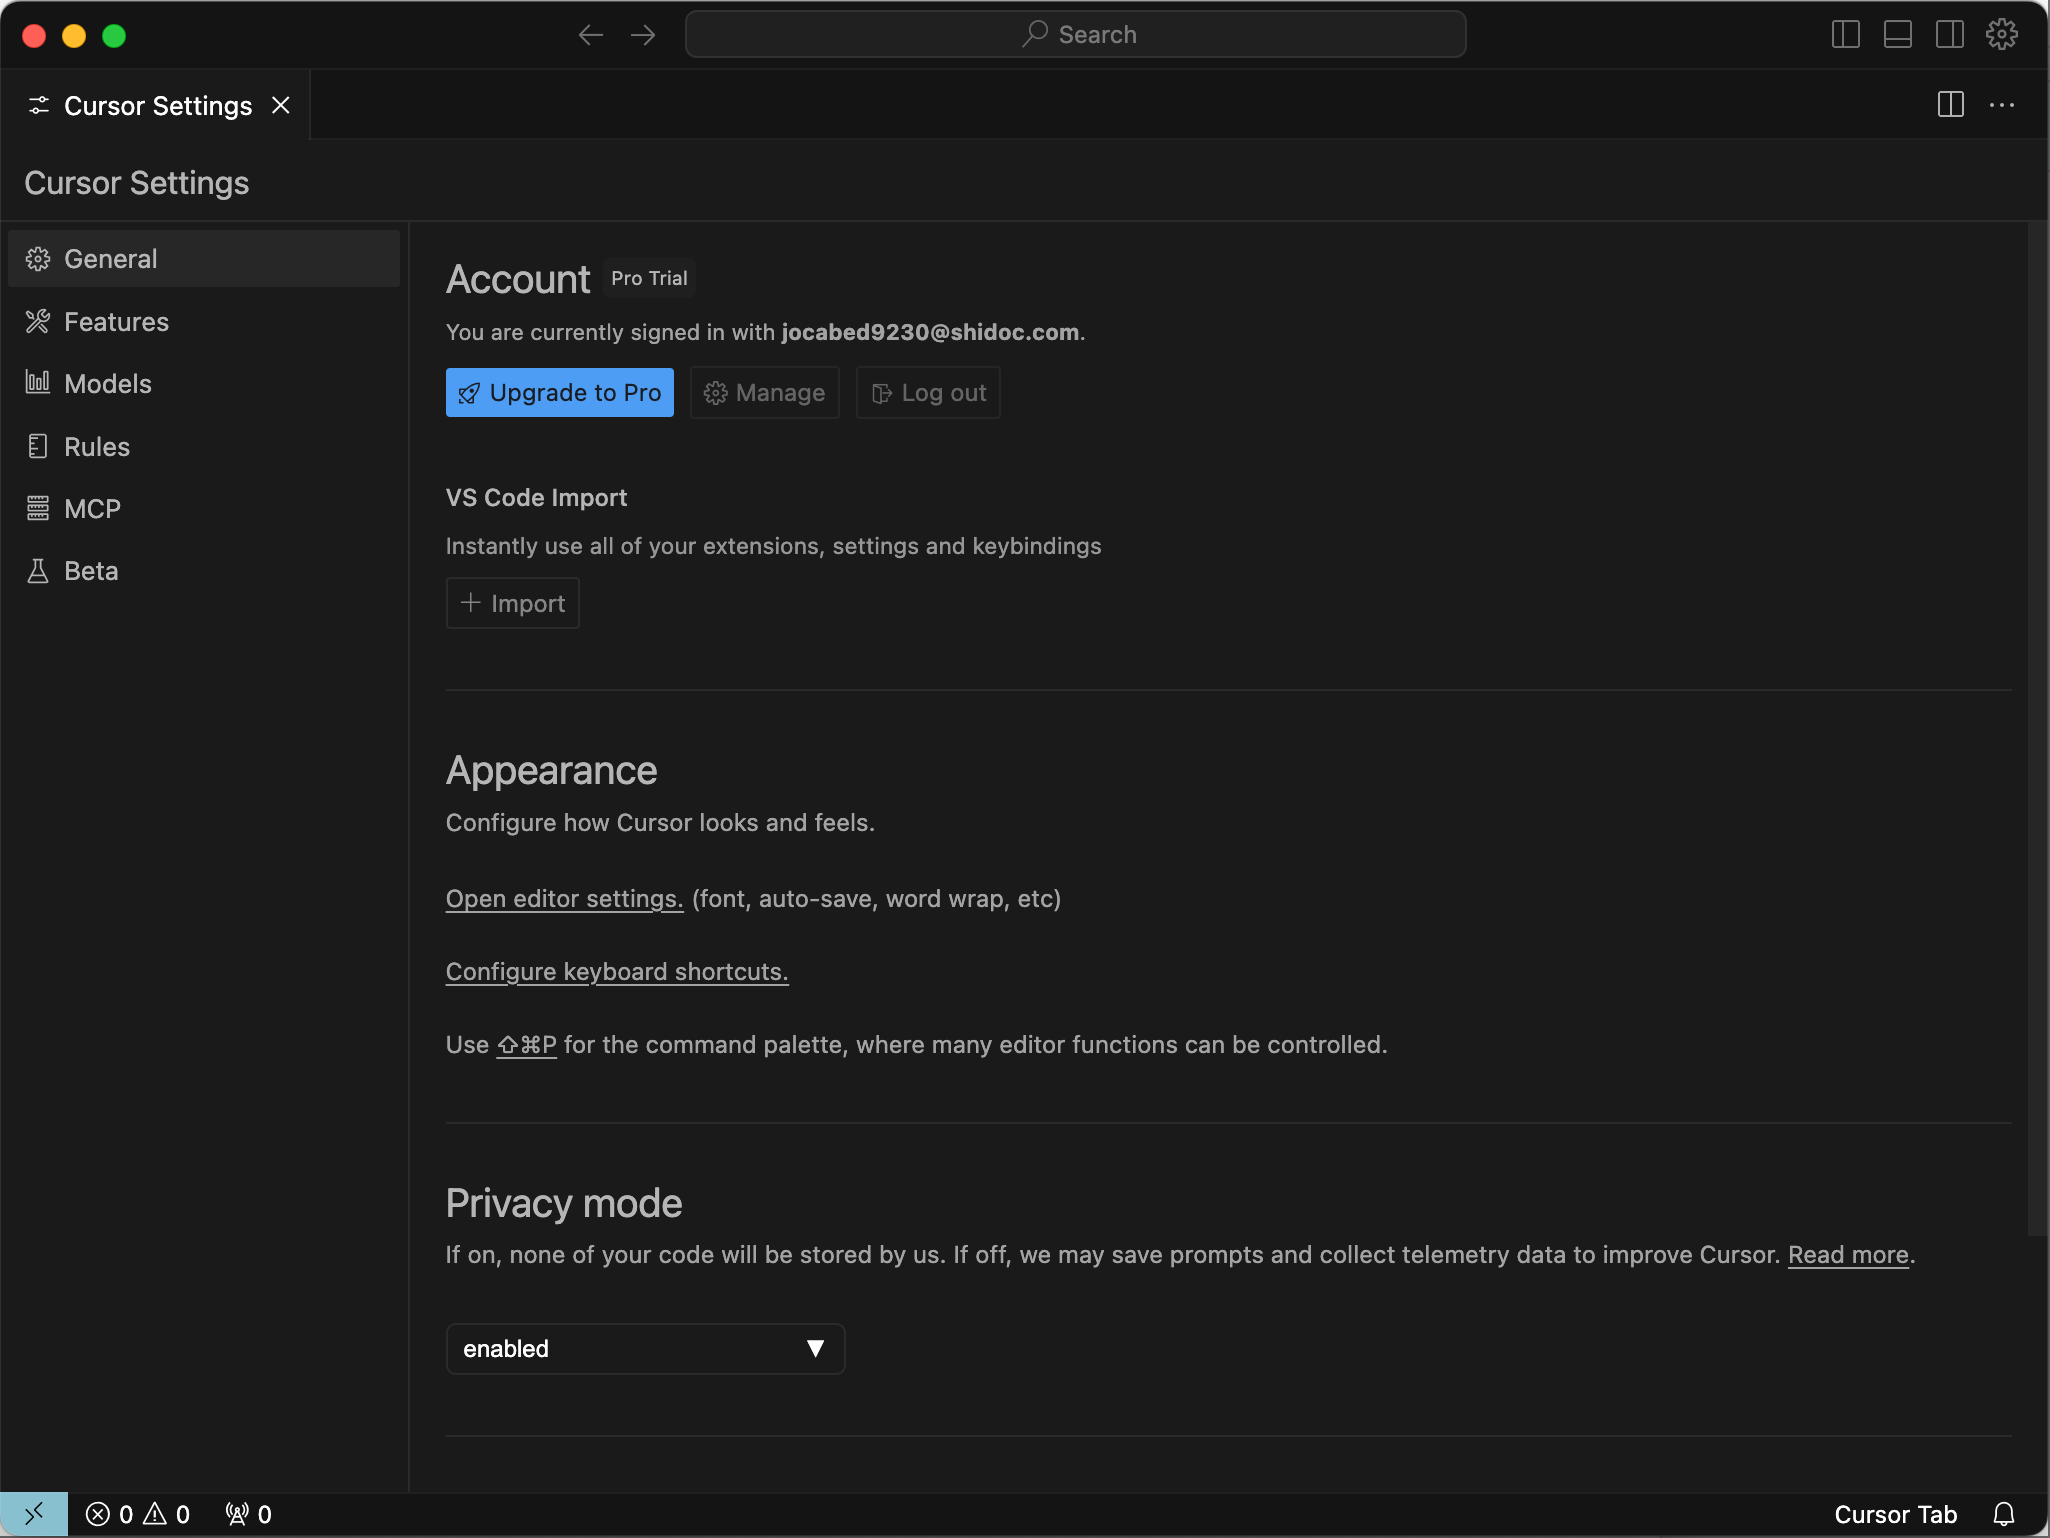 Search
Cursor Settings
Cursor Settings
General
Features
Models
Rules
MCP
Beta
Account Pro Trial
You are currently signed in with jocabed9230@shidoc.com.
Upgrade to Pro Manage Log out
VS Code Import
Instantly use all of your extensions, settings and keybindings
Import
Appearance
Configure how Cursor looks and feels.
Open editor settings. (font, auto-save, word wrap, etc)
Configure keyboard shortcuts.
Use ⇧⌘P for the command palette, where many editor functions can be controlled.
Privacy mode
If on, none of your code will be stored by us. If off, we may save prompts and collect telemetry data to improve Cursor. Read more.
enabled
0 0 0 Cursor Tab